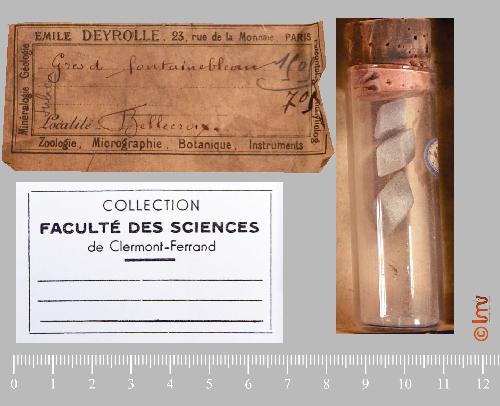 EMILE DEYROLLE, 23, rue de la Monnaie PARIS
Minéralogie Géologie
Grès d fontainebleau
Localité Bellecroix
Zoologie, Micrographie, Botanique, Instruments
COLLECTION
FACULTÉ DES SCIENCES
de Clermont-Ferrand
© lmv
0 1 2 3 4 5 6 7 8 9 10 11 12